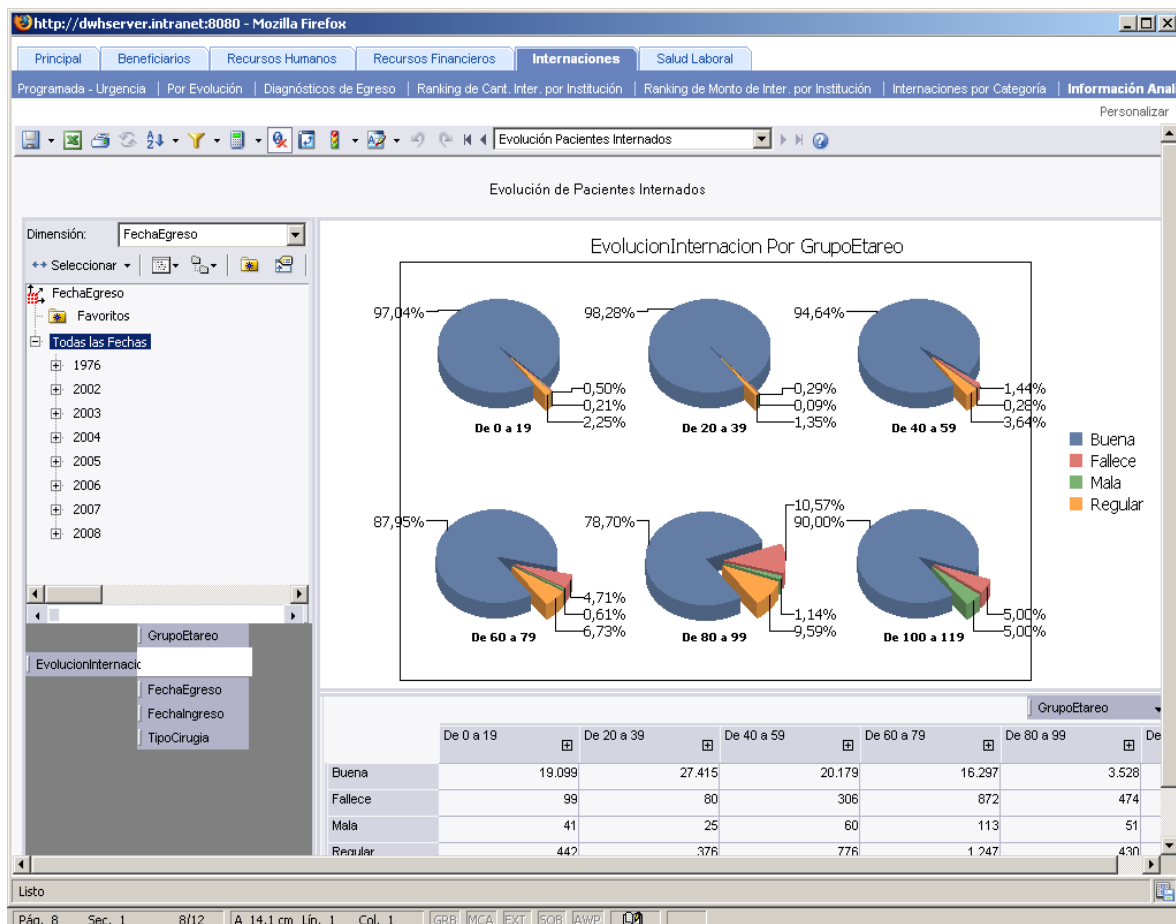 http://dwhserver.intranet:8080 - Mozilla Firefox
Principal Beneficiarios Recursos Humanos Recursos Financieros Internaciones Salud Laboral
Programada - Urgencia | Por Evolución | Diagnósticos de Egreso | Ranking de Cant. Inter. por Institución | Ranking de Monto de Inter. por Institución | Internaciones por Categoría | Información Anal
Personalizar
Evolución Pacientes Internados
Evolución de Pacientes Internados
Dimensión: FechaEgreso
Seleccionar
FechaEgreso
Favoritos
Todas las Fechas
1976
2002
2003
2004
2005
2006
2007
2008
GrupoEtareo
EvolucionInternacio
FechaEgreso
FechaIngreso
TipoCirugia
EvolucionInternacion Por GrupoEtareo
97,04% 98,28% 94,64%
0,50% 0,29% 1,44%
0,21% 0,09% 0,28%
2,25% 1,35% 3,64%
De 0 a 19 De 20 a 39 De 40 a 59
Buena
Fallece
Mala
Regular
10,57%
87,95% 78,70% 90,00%
4,71%
0,61% 1,14% 5,00%
6,73% 9,59% 5,00%
De 60 a 79 De 80 a 99 De 100 a 119
GrupoEtareo
De 0 a 19 De 20 a 39 De 40 a 59 De 60 a 79 De 80 a 99 De
Buena 19.099 27.415 20.179 16.297 3.528
Fallece 99 80 306 872 474
Mala 41 25 60 113 51
Regular 442 376 776 1.247 430
Listo
Pág. 8 Sec. 1 8/12 A 14,1 cm Lín. 1 Col. 1 GRB MCA EXT SOB AWP